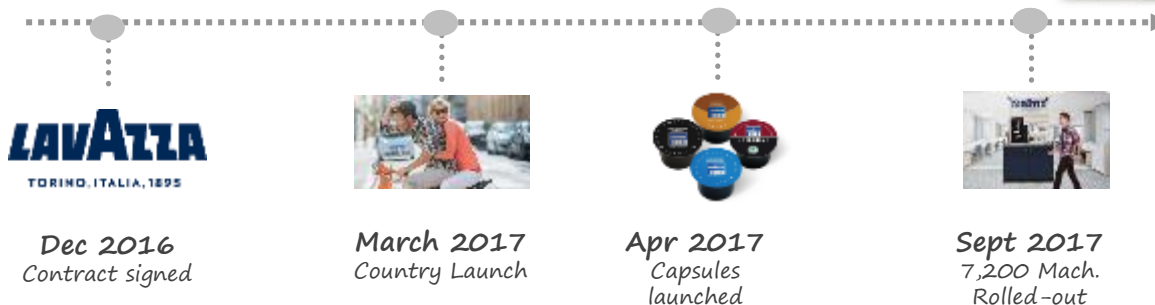 LAVAZZA
TORINO, ITALIA, 1895
Dec 2016
Contract signed
March 2017
Country Launch
Apr 2017
Capsules
launched
Sept 2017
7,200 Mach.
Rolled-out